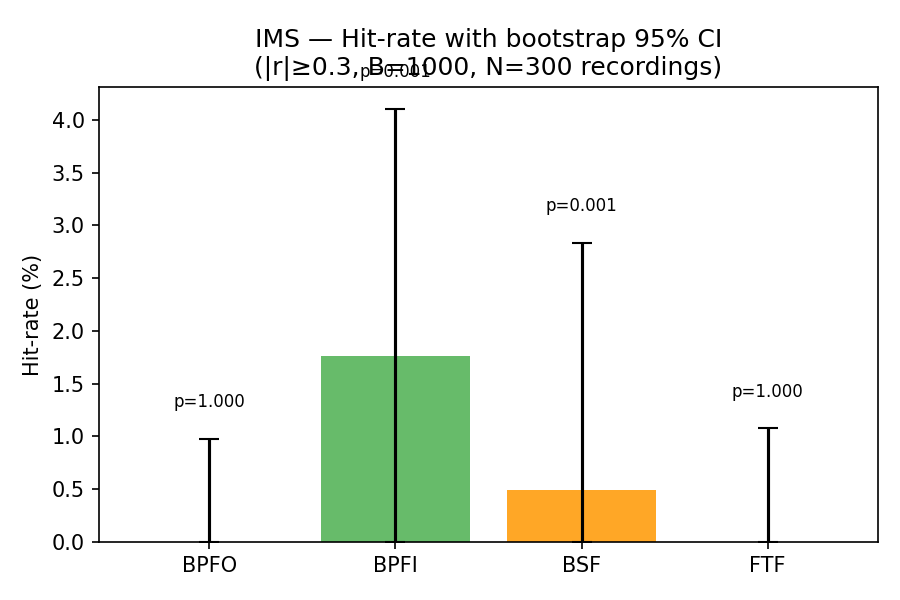 IMS — Hit-rate with bootstrap 95% CI
(|r|≥0.3, B=1000, N=300 recordings)
p=0.001
4.0
3.5
p=0.001
3.0
2.5
2.0
Hit-rate (%)
1.5
p=1.000
p=1.000
1.0
0.5
0.0
BPFO BPFI BSF FTF